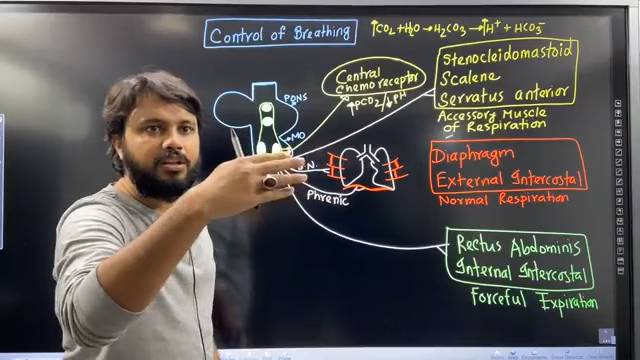 Control of Breathing
↑CO2 + H2O → H2CO3 → ↑H+ + HCO3-
Central
Chemoreceptor
↑PCO2/↓PH
Stenocleidomastoid
Scalene
Serratus anterior
Accessory Muscle
of Respiration
PONS
MO
Diaphragm
External Intercostal
Normal Respiration
Phrenic
Rectus Abdominis
Internal Intercostal
Forceful Expiration